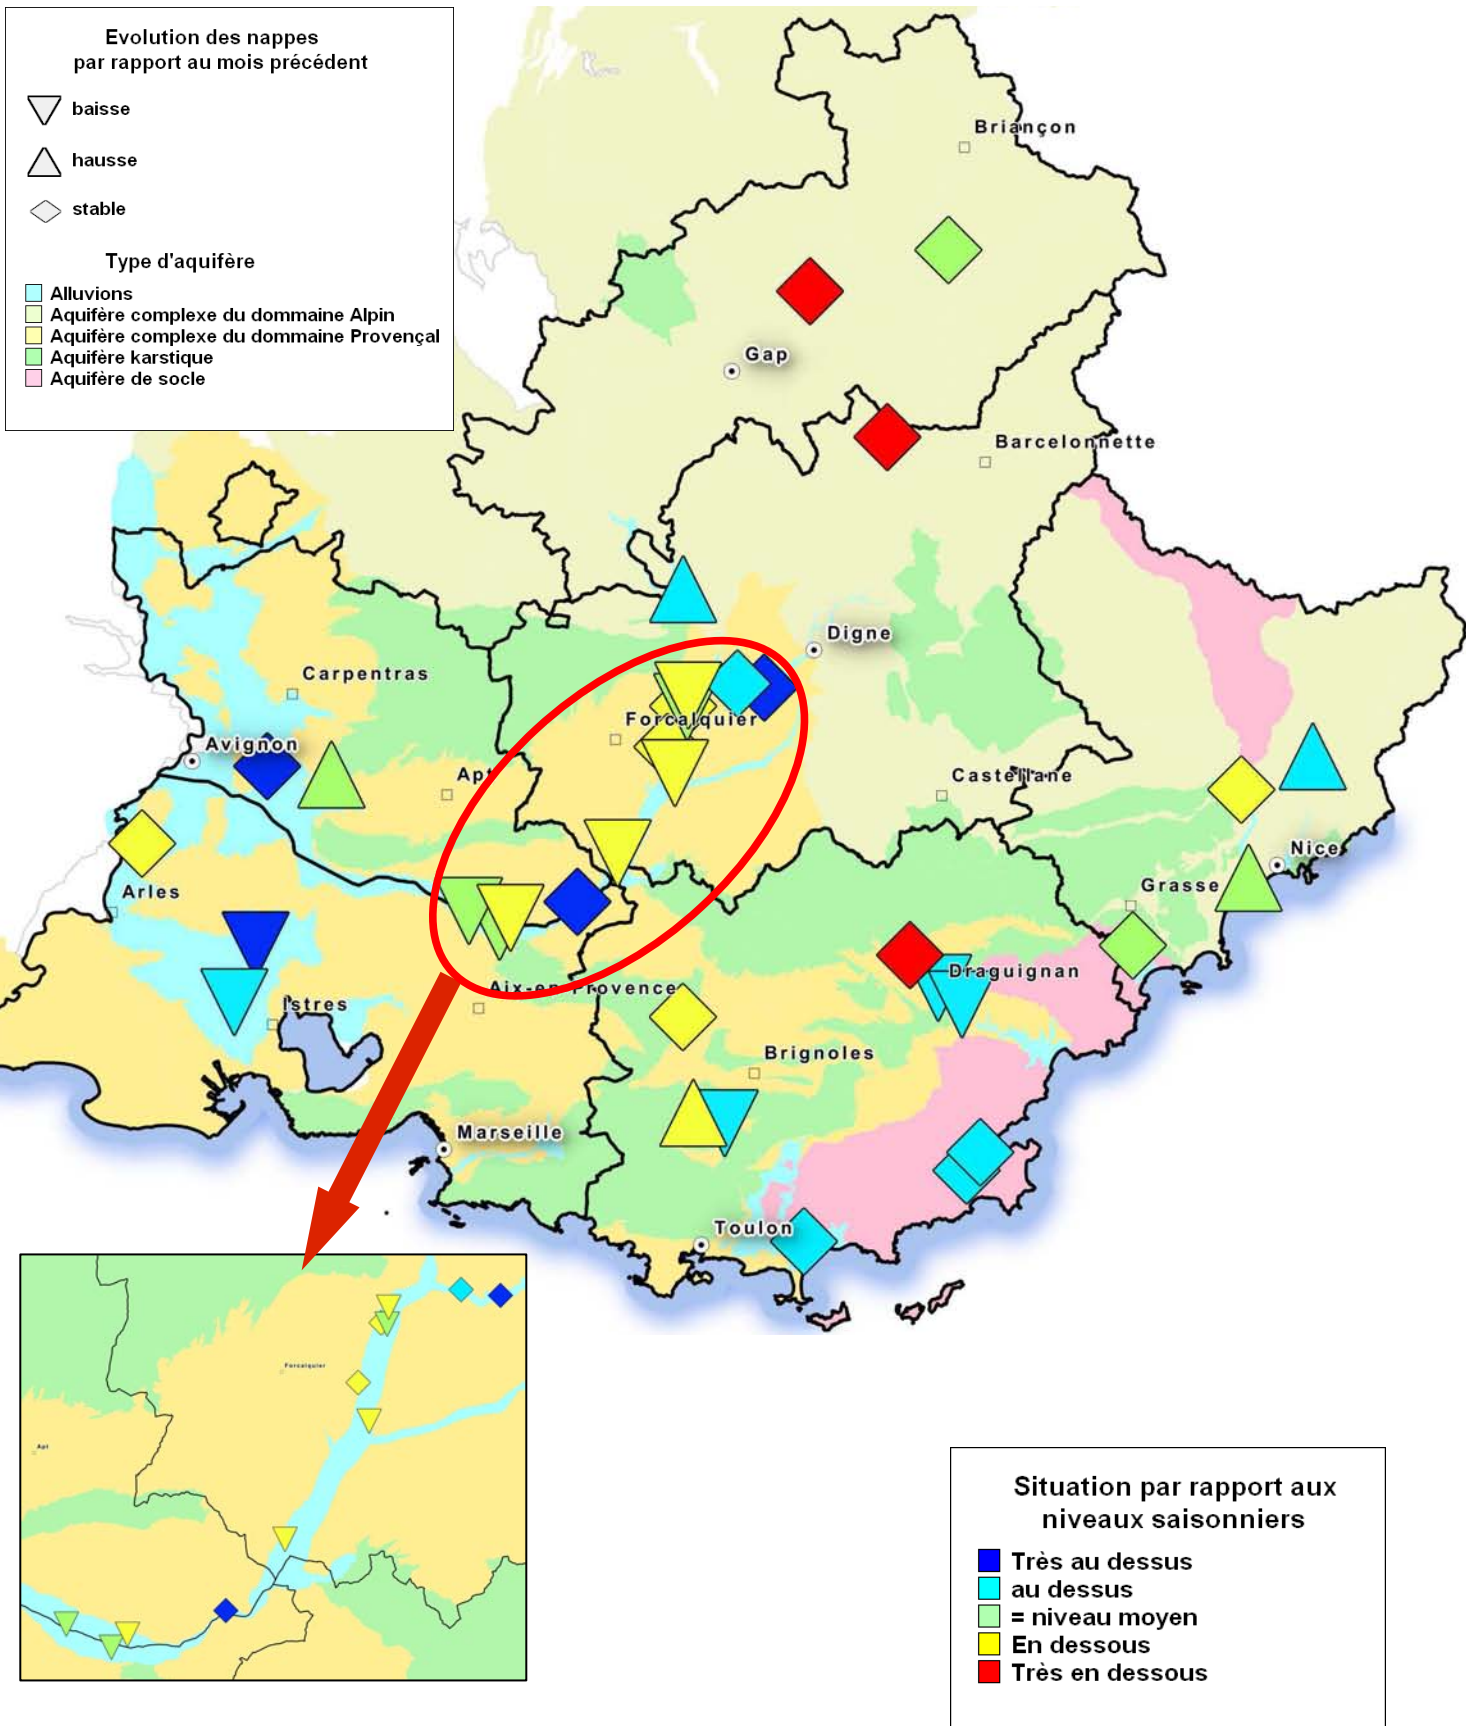 Evolution des nappes
par rapport au mois précédent
baisse
hausse
stable
Type d'aquifère
Alluvions
Aquifère complexe du dommaine Alpin
Aquifère complexe du dommaine Provençal
Aquifère karstique
Aquifère de socle
Briançon
Gap
Barcelonnette
Digne
Carpentras
Forcalquier
Avignon
Apt
Castellane
Nice
Arles
Grasse
Draguignan
Aix-en-Provence
Istres
Brignoles
Marseille
Toulon
Forcalquier
Apt
Situation par rapport aux
niveaux saisonniers
Très au dessus
au dessus
= niveau moyen
En dessous
Très en dessous